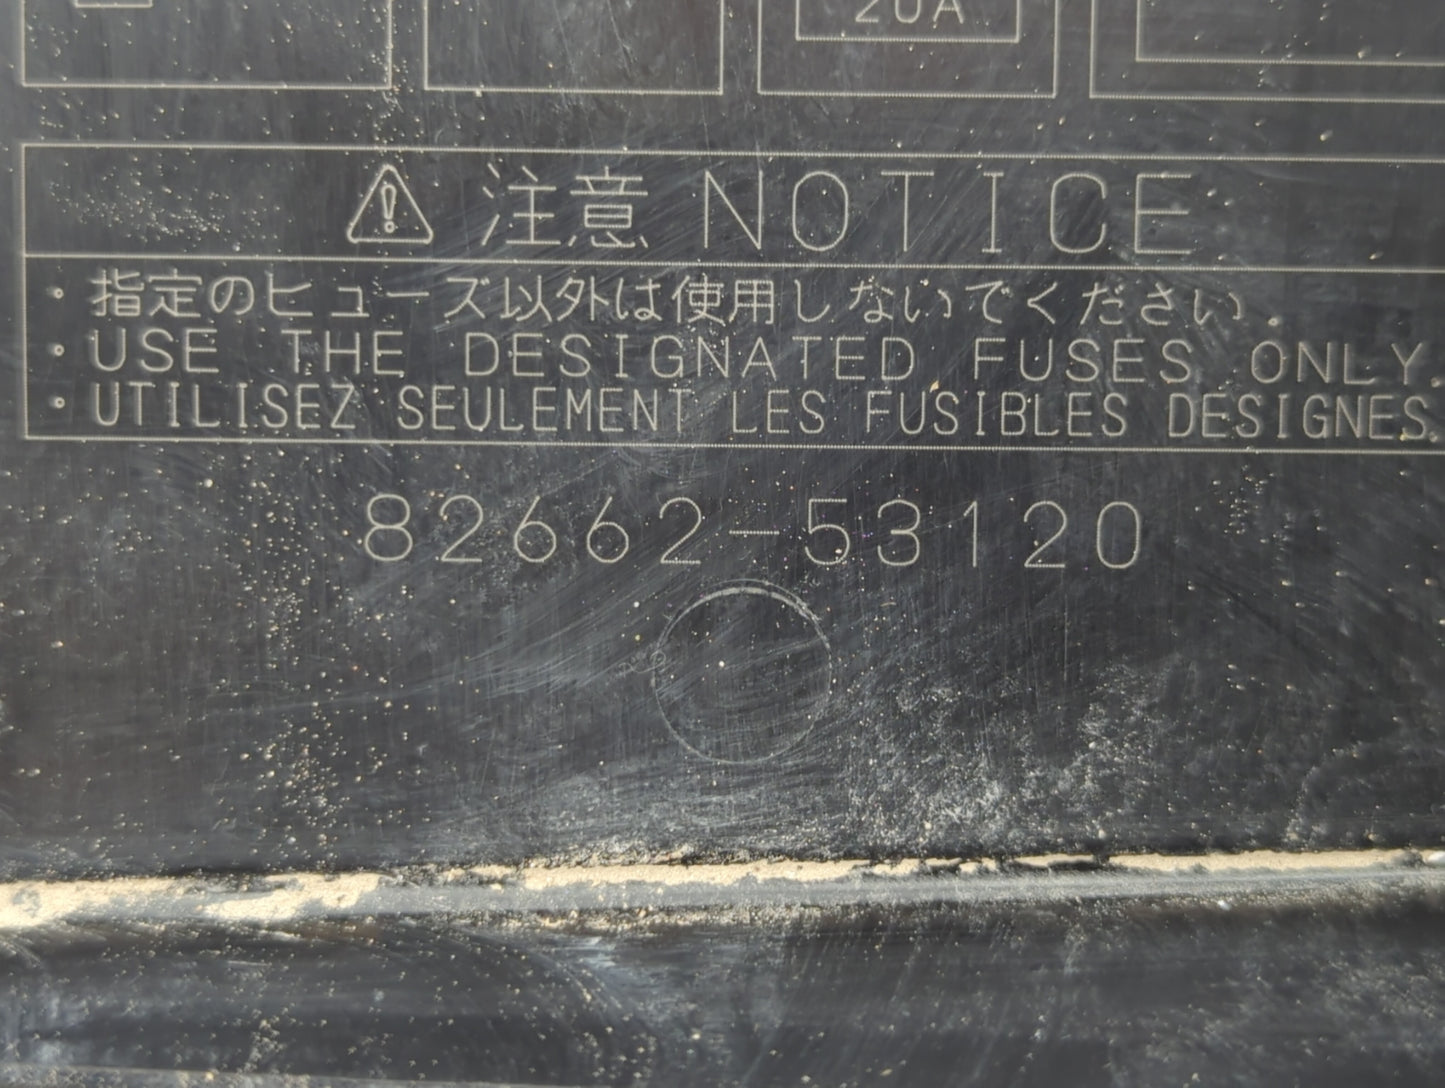 20A
注意 NOTICE
・指定のヒューズ以外は使用しないでください.
・USE THE DESIGNATED FUSES ONLY.
・UTILISEZ SEULEMENT LES FUSIBLES DESIGNES.
82662-53120